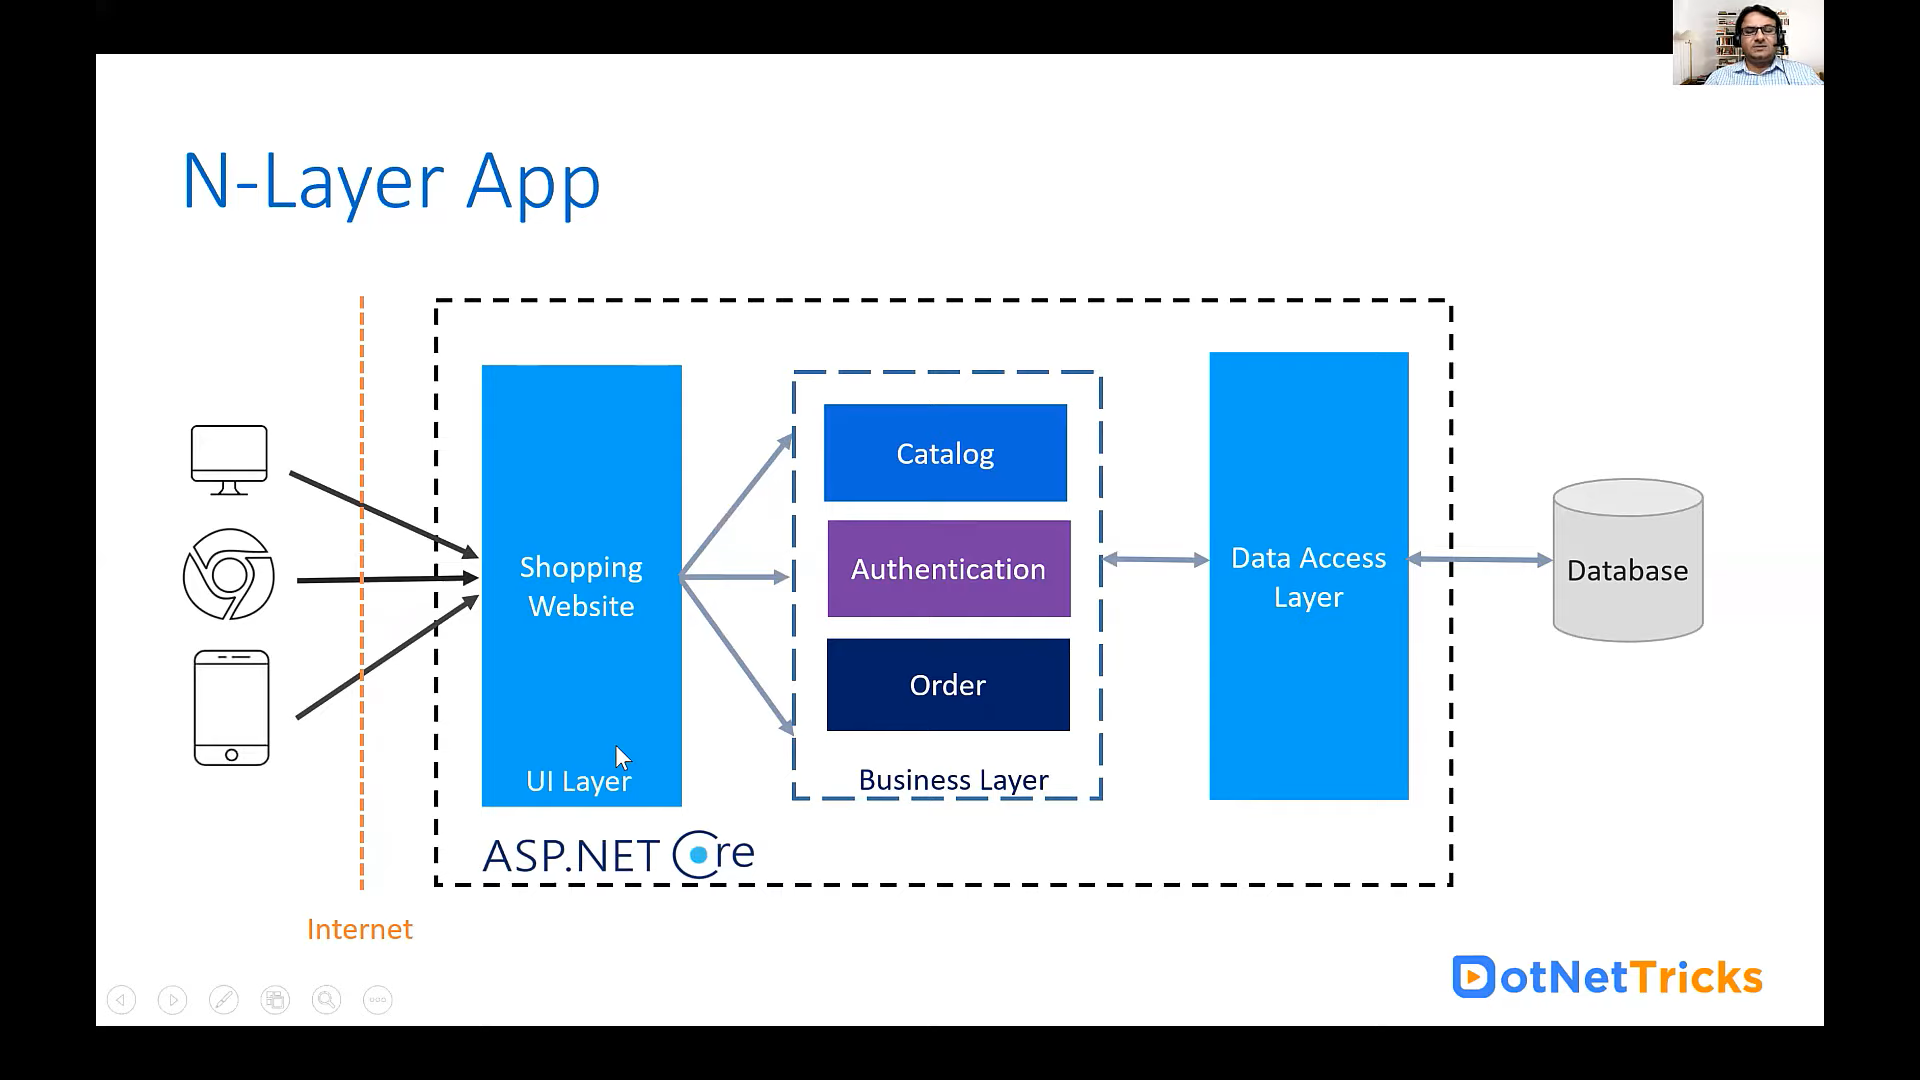 N-Layer App
Shopping
Website
UI Layer
Catalog
Authentication
Order
Business Layer
Data Access
Layer
Database
ASP.NET Core
Internet
DotNetTricks